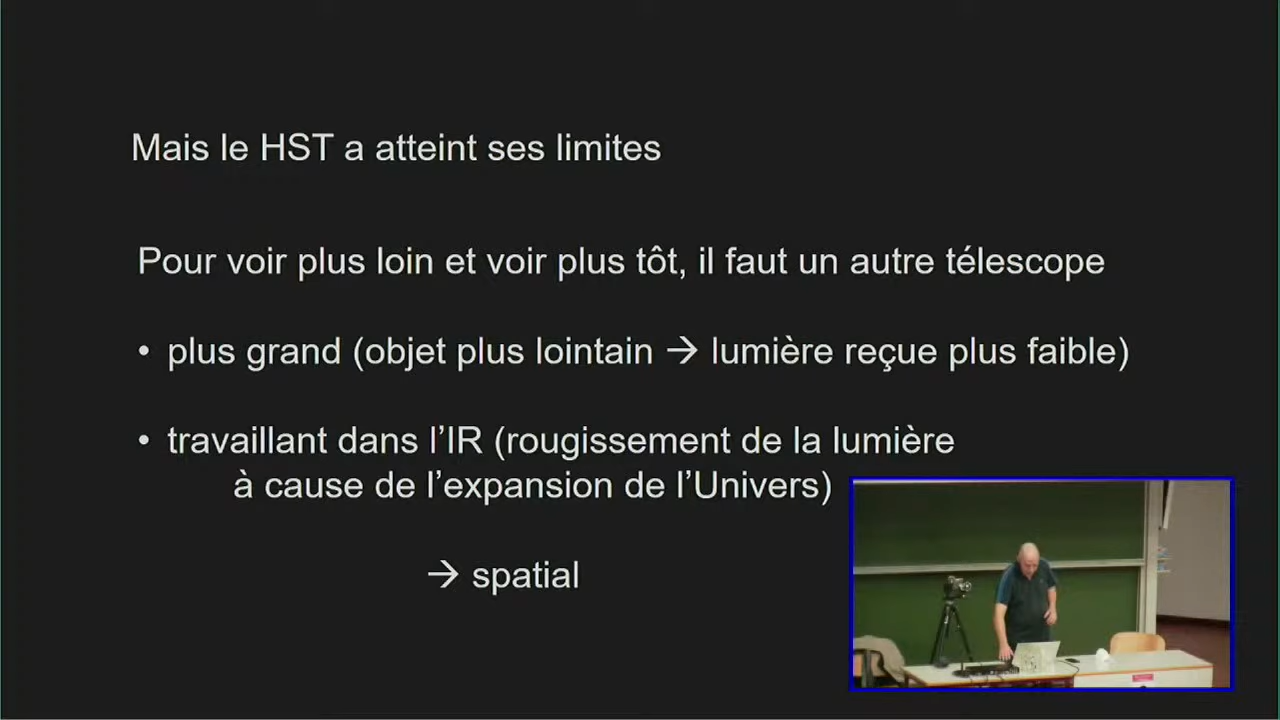 Mais le HST a atteint ses limites
Pour voir plus loin et voir plus tôt, il faut un autre télescope
• plus grand (objet plus lointain → lumière reçue plus faible)
• travaillant dans l’IR (rougissement de la lumière
à cause de l’expansion de l’Univers)
→ spatial